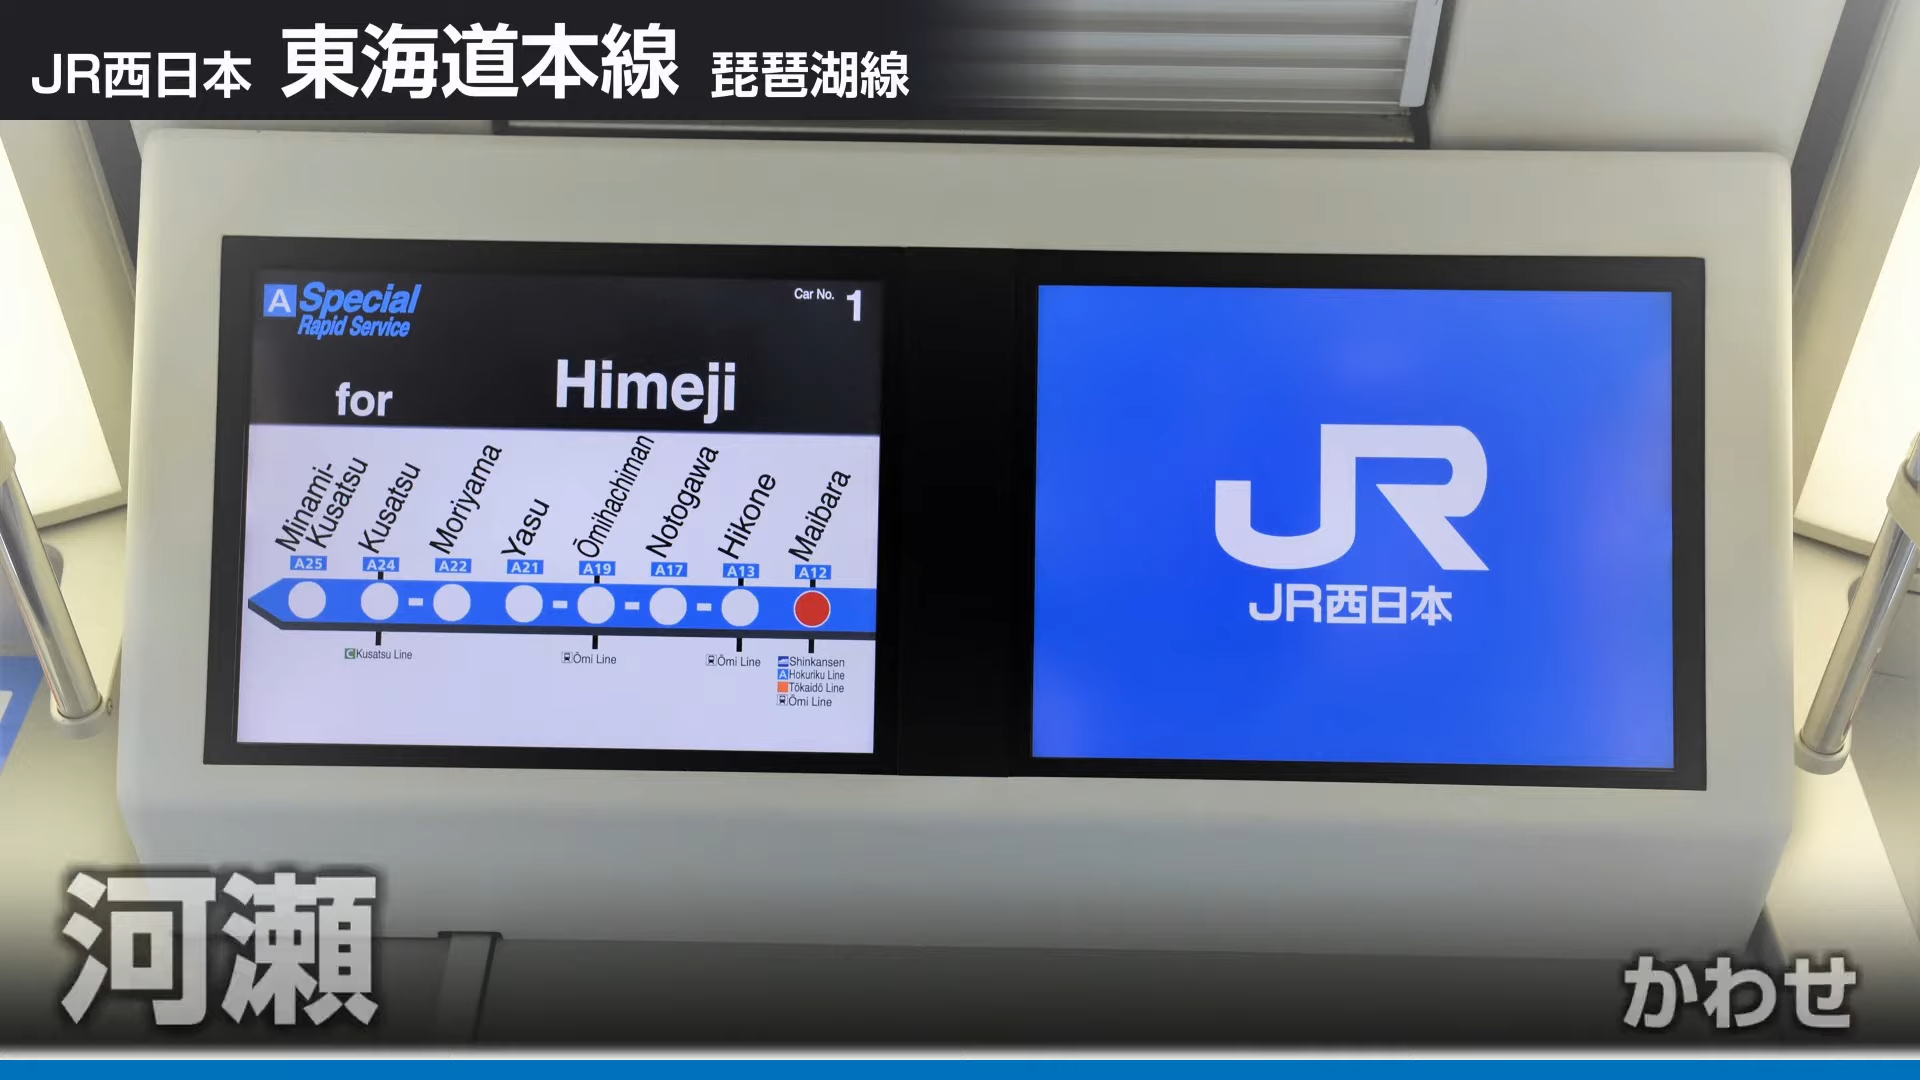 JR西日本 東海道本線 琵琶湖線
A Special
Rapid Service
Car No. 1
for Himeji
Minami-
Kusatsu
Kusatsu
Moriyama
Yasu
Ōmihachiman
Notogawa
Hikone
Maibara
A25 A24 A22 A21 A19 A17 A13 A12
C Kusatsu Line
Ōmi Line
Ōmi Line
Shinkansen
A Hokuriku Line
Tōkaidō Line
Ōmi Line
JR
JR西日本
河瀬
かわせ